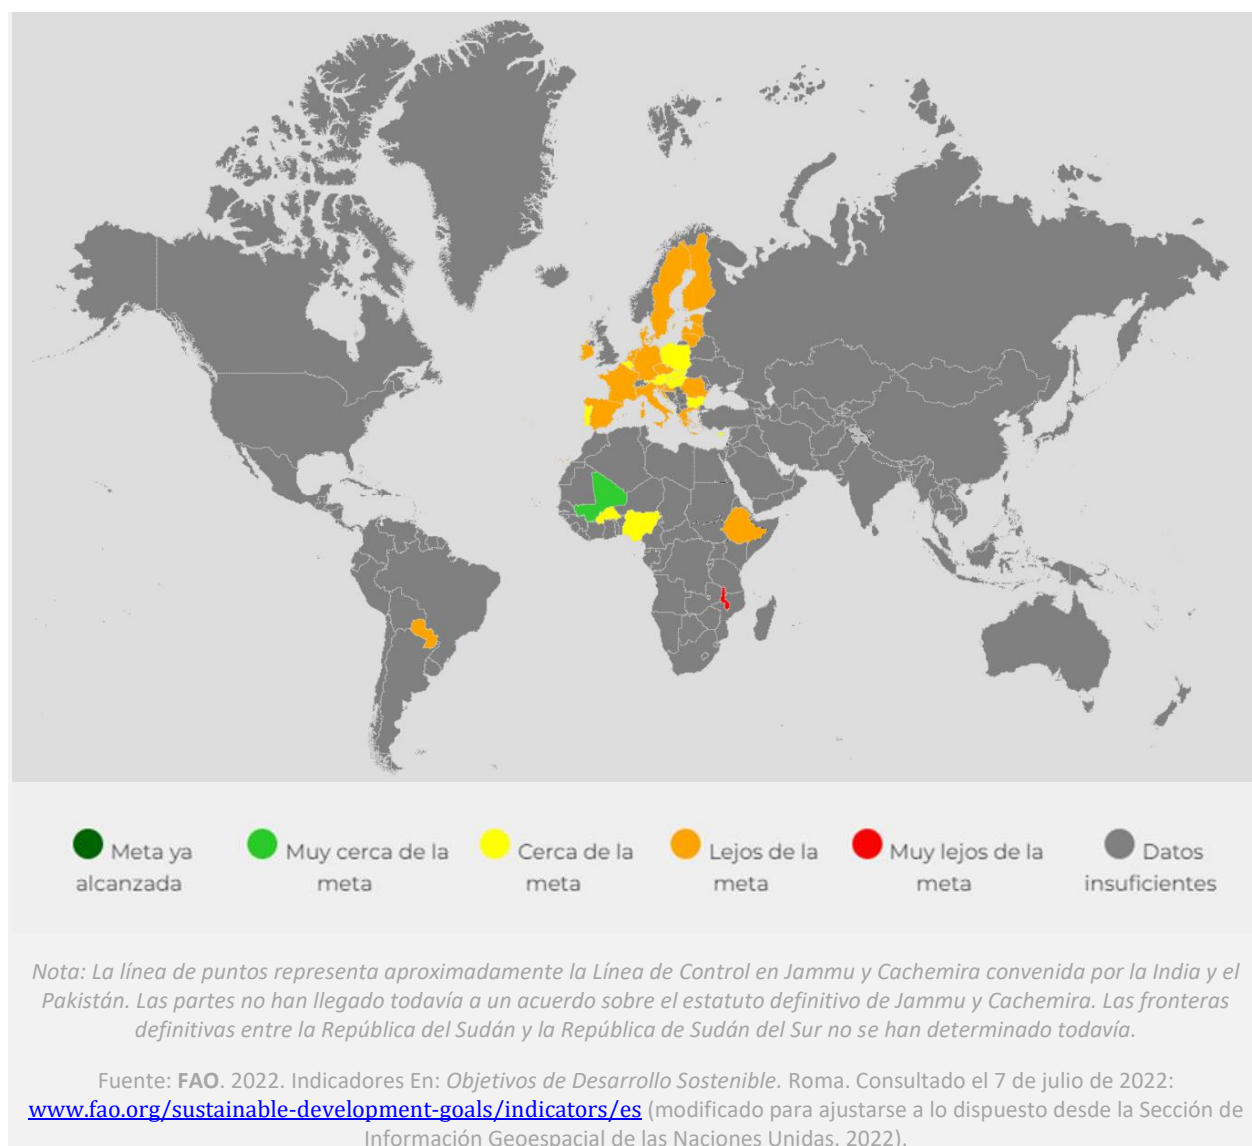 Meta ya
alcanzada
Muy cerca de la
meta
Cerca de la
meta
Lejos de la
meta
Muy lejos de la
meta
Datos
insuficientes
Nota: La línea de puntos representa aproximadamente la Línea de Control en Jammu y Cachemira convenida por la India y el
Pakistán. Las partes no han llegado todavía a un acuerdo sobre el estatuto definitivo de Jammu y Cachemira. Las fronteras
definitivas entre la República del Sudán y la República de Sudán del Sur no se han determinado todavía.
Fuente: FAO. 2022. Indicadores En: Objetivos de Desarrollo Sostenible. Roma. Consultado el 7 de julio de 2022:
www.fao.org/sustainable-development-goals/indicators/es (modificado para ajustarse a lo dispuesto desde la Sección de
Información Geoespacial de las Naciones Unidas, 2022).